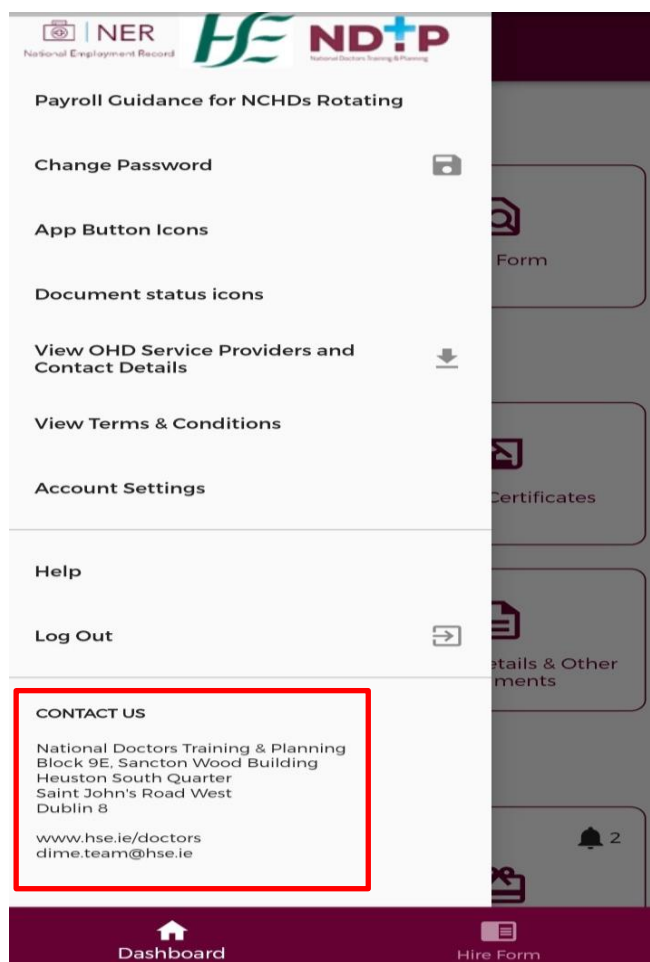 NER
National Employment Record
HE
NDTP
National Doctors Training & Planning
Payroll Guidance for NCHDs Rotating
Change Password
App Button Icons
Form
Document status icons
View OHD Service Providers and
Contact Details
View Terms & Conditions
Account Settings
Certificates
Help
Log Out
etails & Other
ments
CONTACT US
National Doctors Training & Planning
Block 9E, Sancton Wood Building
Heuston South Quarter
Saint John's Road West
Dublin 8
www.hse.ie/doctors
dime.team@hse.ie
2
Dashboard
Hire Form